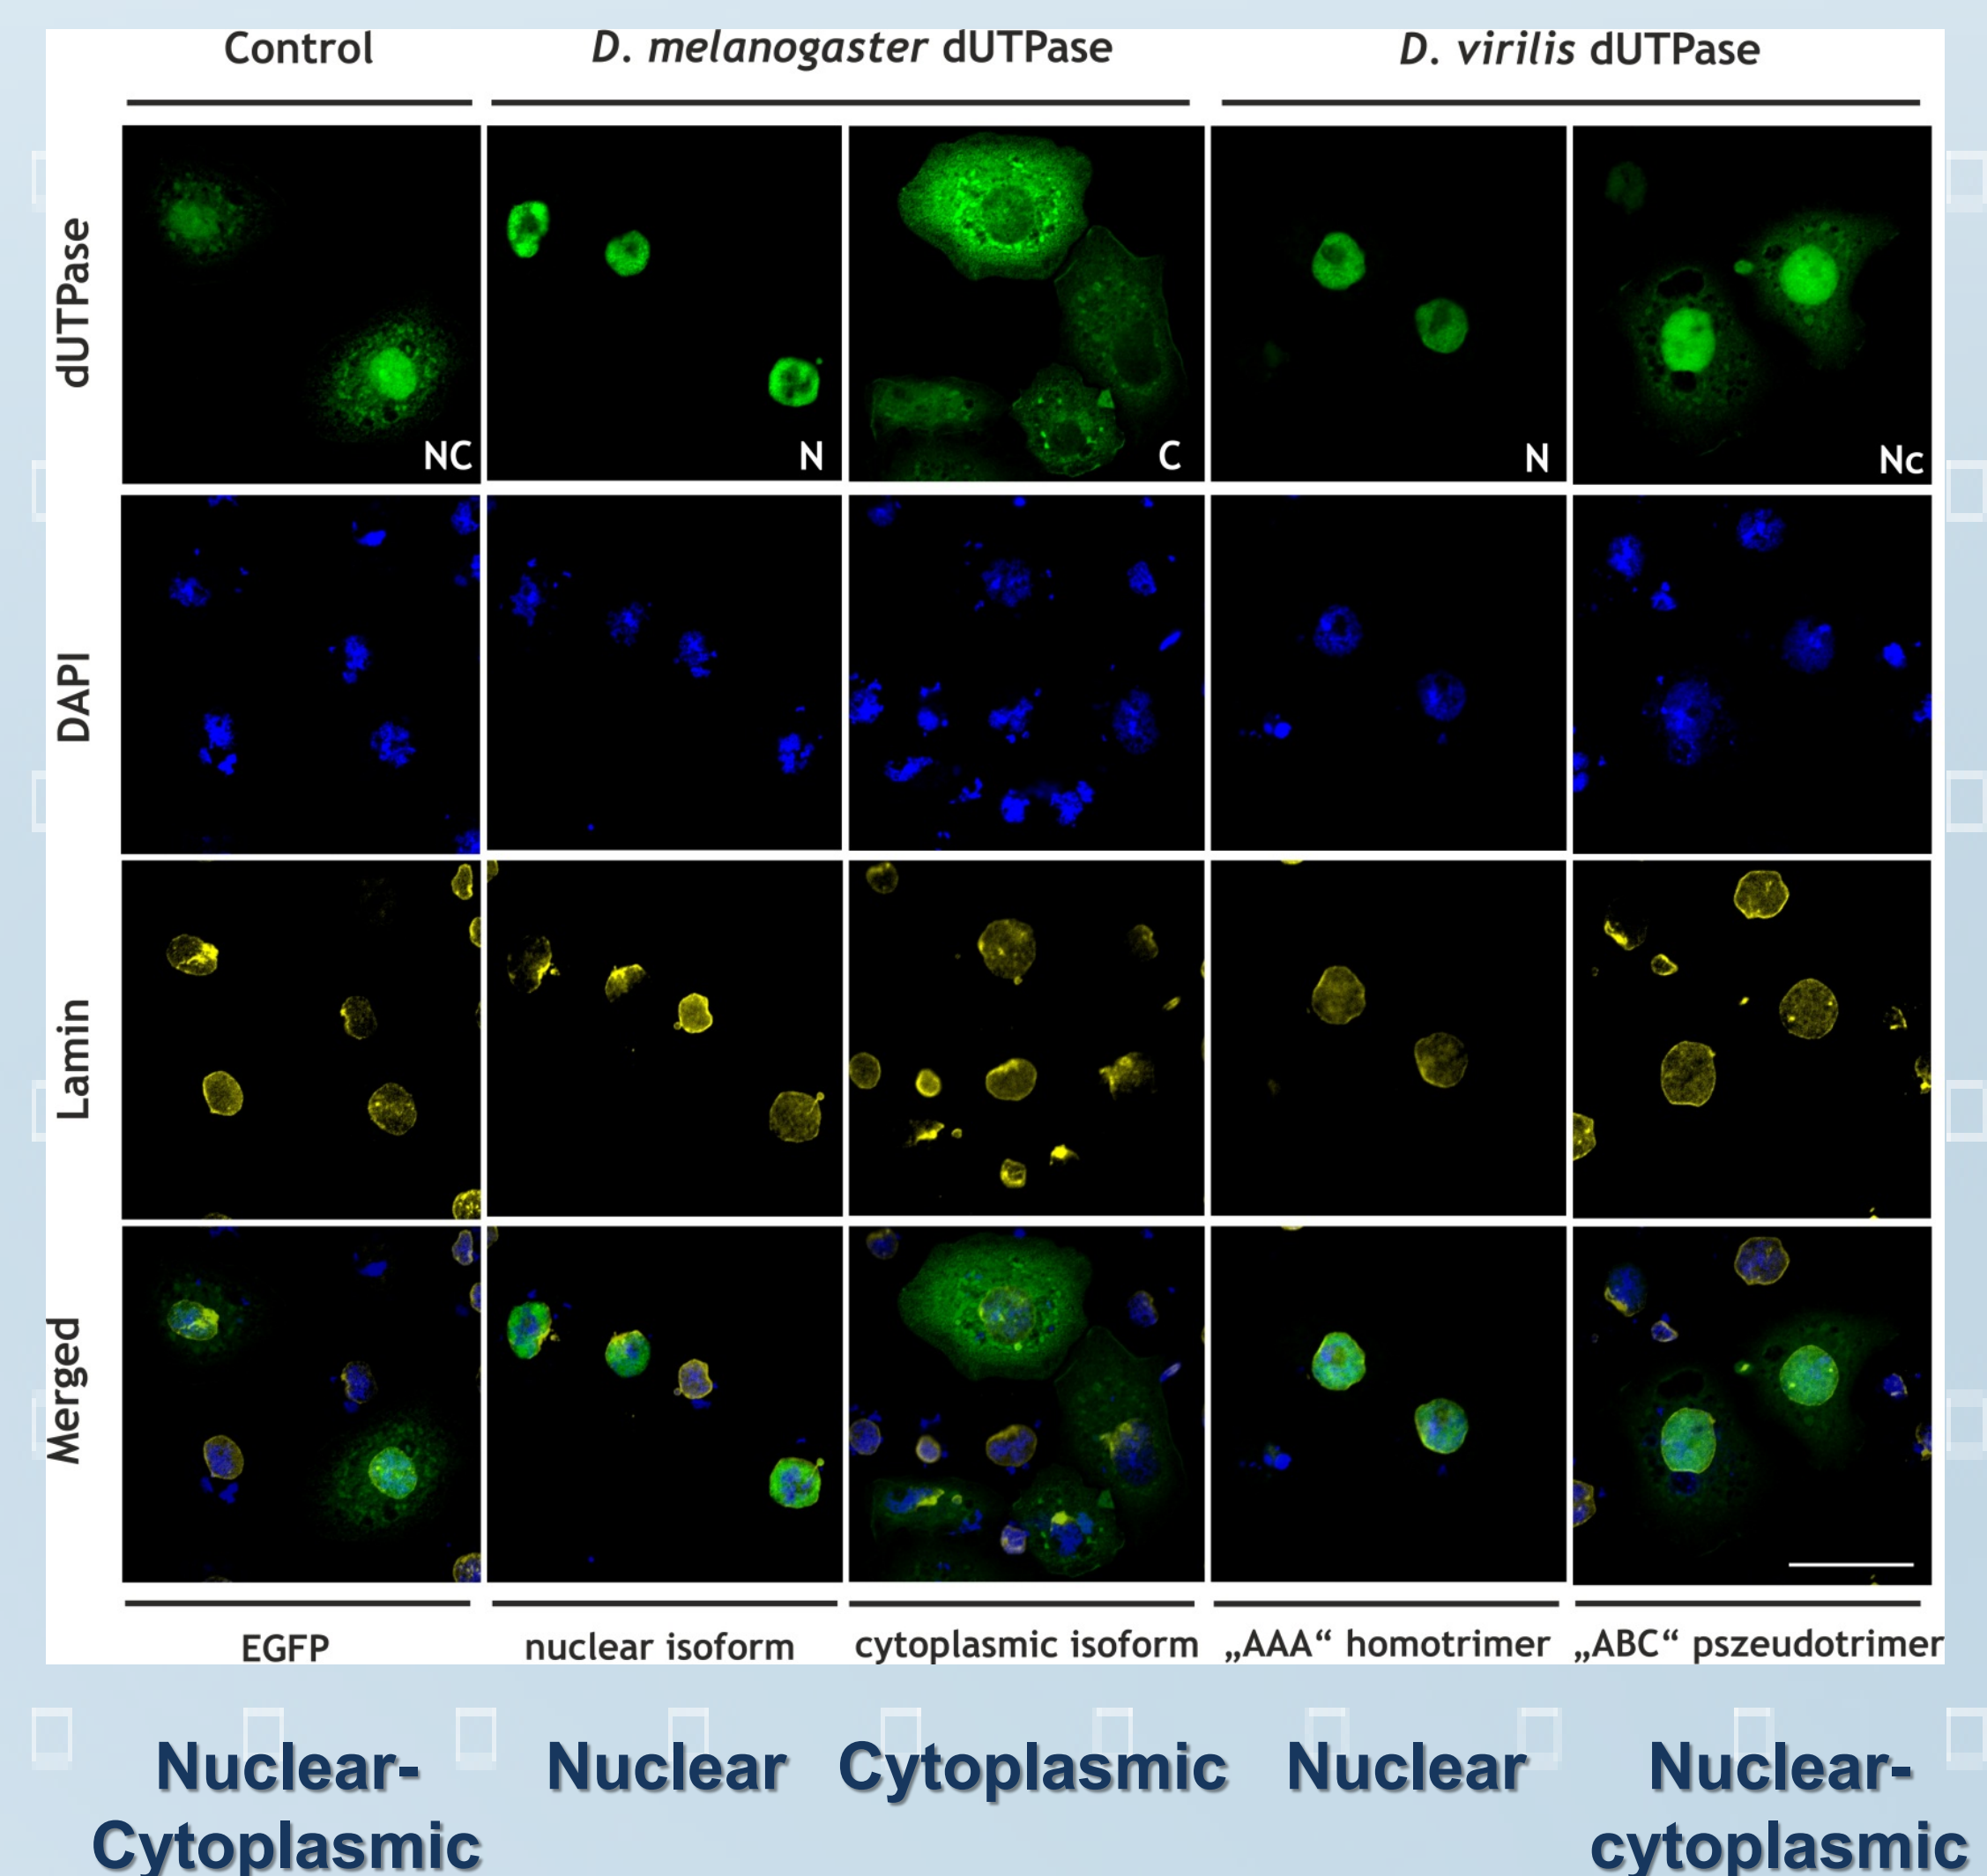 Control D. melanogaster dUTPase D. virilis dUTPase
dUTPase
NC N C N Nc
DAPI
Lamin
Merged
EGFP nuclear isoform cytoplasmic isoform „AAA“ homotrimer „ABC“ pszeudotrimer
Nuclear- Nuclear Cytoplasmic Nuclear Nuclear-
Cytoplasmic cytoplasmic